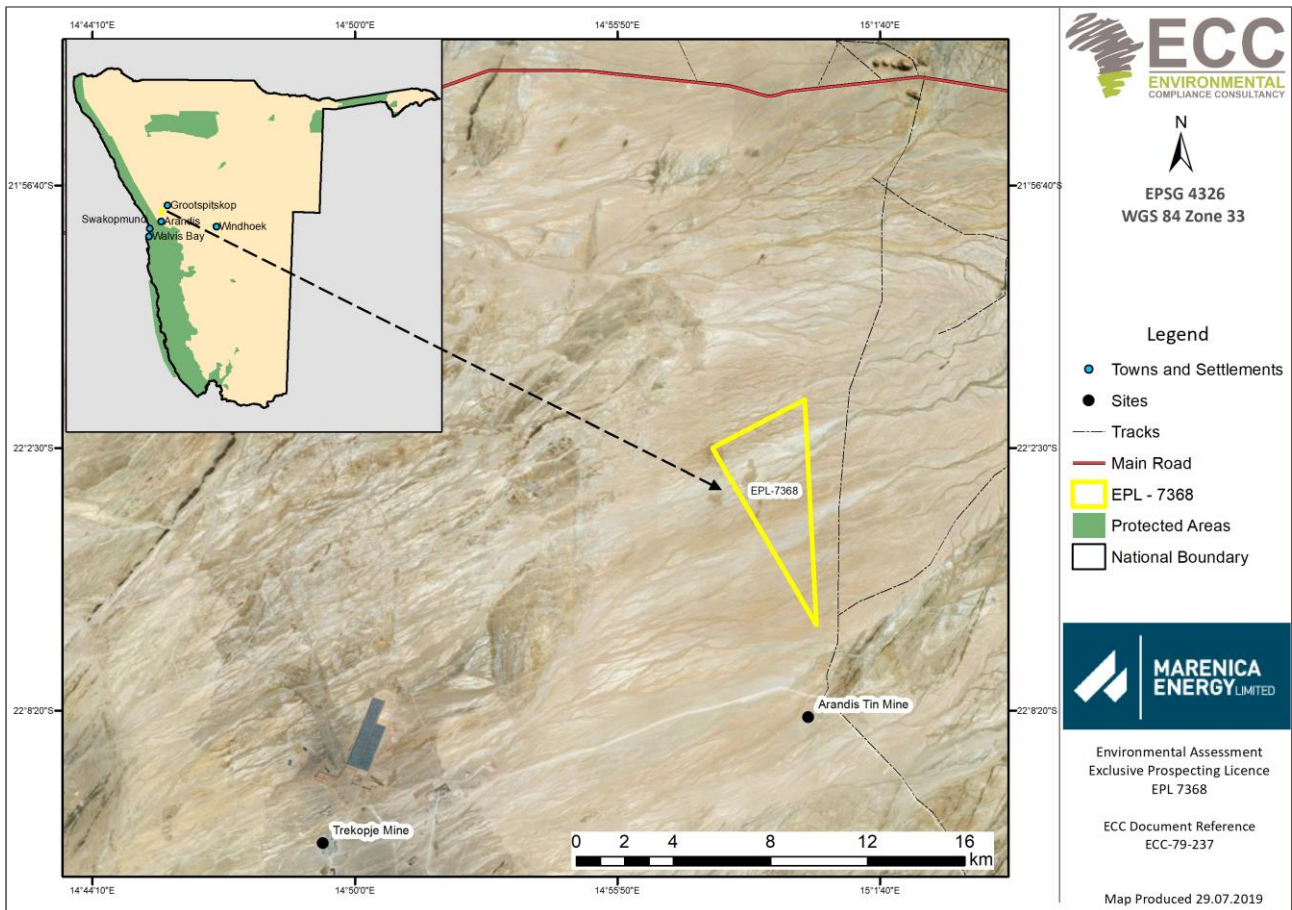 14°44'10"E
14°50'0"E
14°55'50"E
15°1'40"E
21°56'40"S
21°56'40"S
22°2'30"S
22°2'30"S
22°8'20"S
22°8'20"S
14°44'10"E
14°50'0"E
14°55'50"E
15°1'40"E
Grootspitskop
Swakopmund
Arandis
Windhoek
Walvis Bay
EPL-7368
Arandis Tin Mine
Trekopje Mine
0 2 4 8 12 16
km
ECC
ENVIRONMENTAL
COMPLIANCE CONSULTANCY
N
EPSG 4326
WGS 84 Zone 33
Legend
Towns and Settlements
Sites
Tracks
Main Road
EPL - 7368
Protected Areas
National Boundary
MARENICA
ENERGY LIMITED
Environmental Assessment
Exclusive Prospecting Licence
EPL 7368
ECC Document Reference
ECC-79-237
Map Produced 29.07.2019